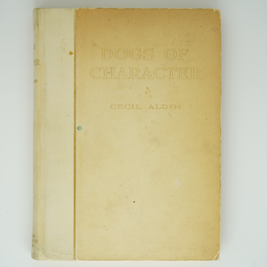 DOGS OF
CHARACTER
CECIL ALDIN